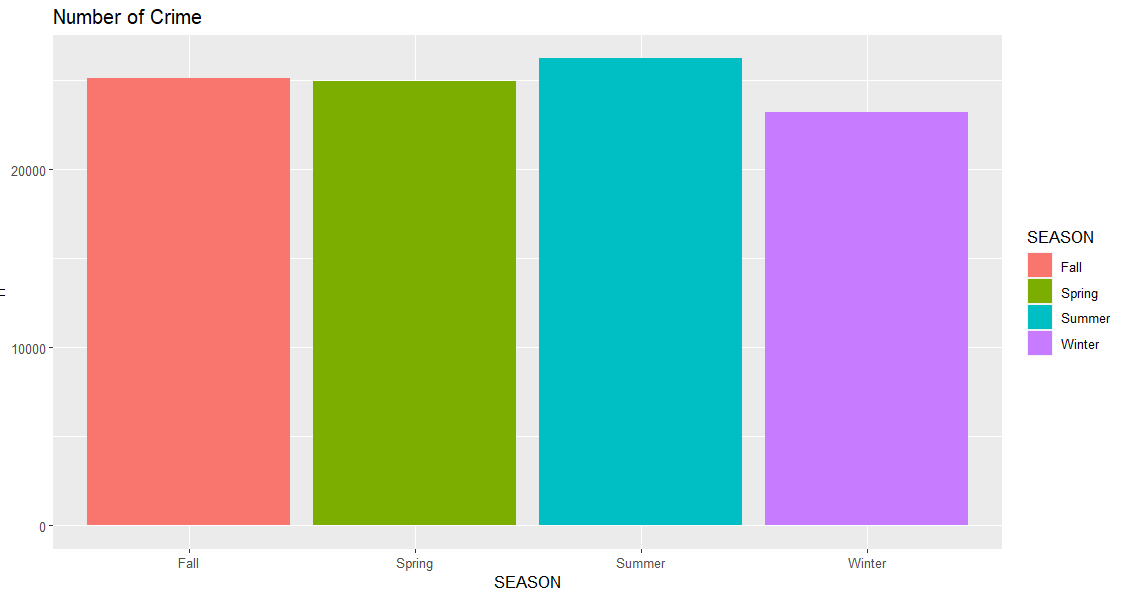 Number of Crime
20000
10000
0
Fall
Spring
Summer
Winter
SEASON
SEASON
Fall
Spring
Summer
Winter